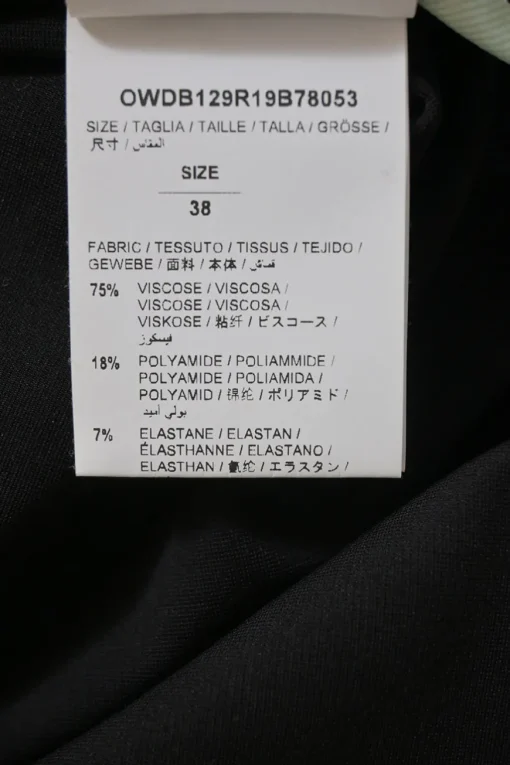 OWDB129R19B78053
SIZE / TAGLIA / TAILLE / TALLA / GRÖSSE /
尺寸 / المقاس
SIZE
38
FABRIC / TESSUTO / TISSUS / TEJIDO /
GEWEBE / 面料 / 本体 / قماش
75% VISCOSE / VISCOSA /
VISCOSE / VISCOSA /
VISKOSE / 粘纤 / ビスコース /
فيسكوز
18% POLYAMIDE / POLIAMMIDE /
POLYAMIDE / POLIAMIDA /
POLYAMID / 锦纶 / ポリアミド /
بولي أميد
7% ELASTANE / ELASTAN /
ÉLASTHANNE / ELASTANO /
ELASTHAN / 氨纶 / エラスタン /